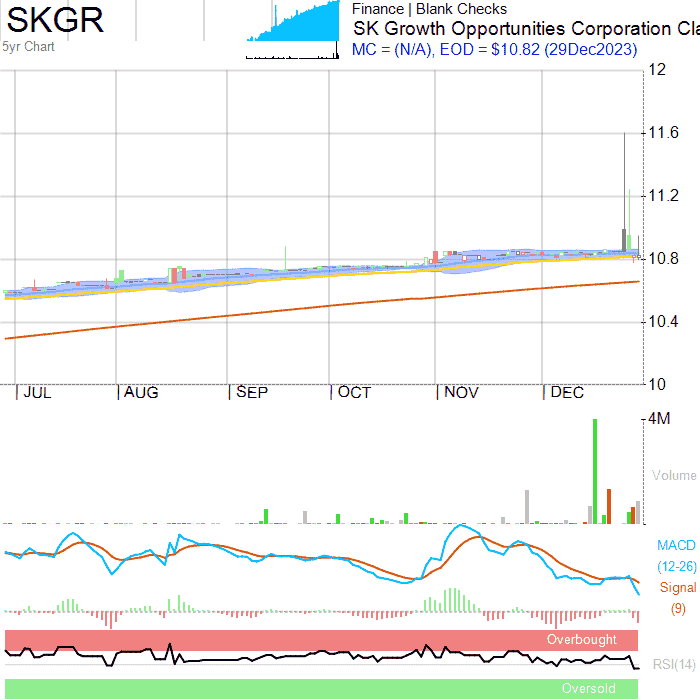 SKGR
5yr Chart
Finance | Blank Checks
SK Growth Opportunities Corporation Cla
MC = (N/A), EOD = $10.82 (29Dec2023)
12
11.6
11.2
10.8
10.4
10
JUL
AUG
SEP
OCT
NOV
DEC
4M
Volume
MACD
(12-26)
Signal
(9)
Overbought
RSI(14)
Oversold